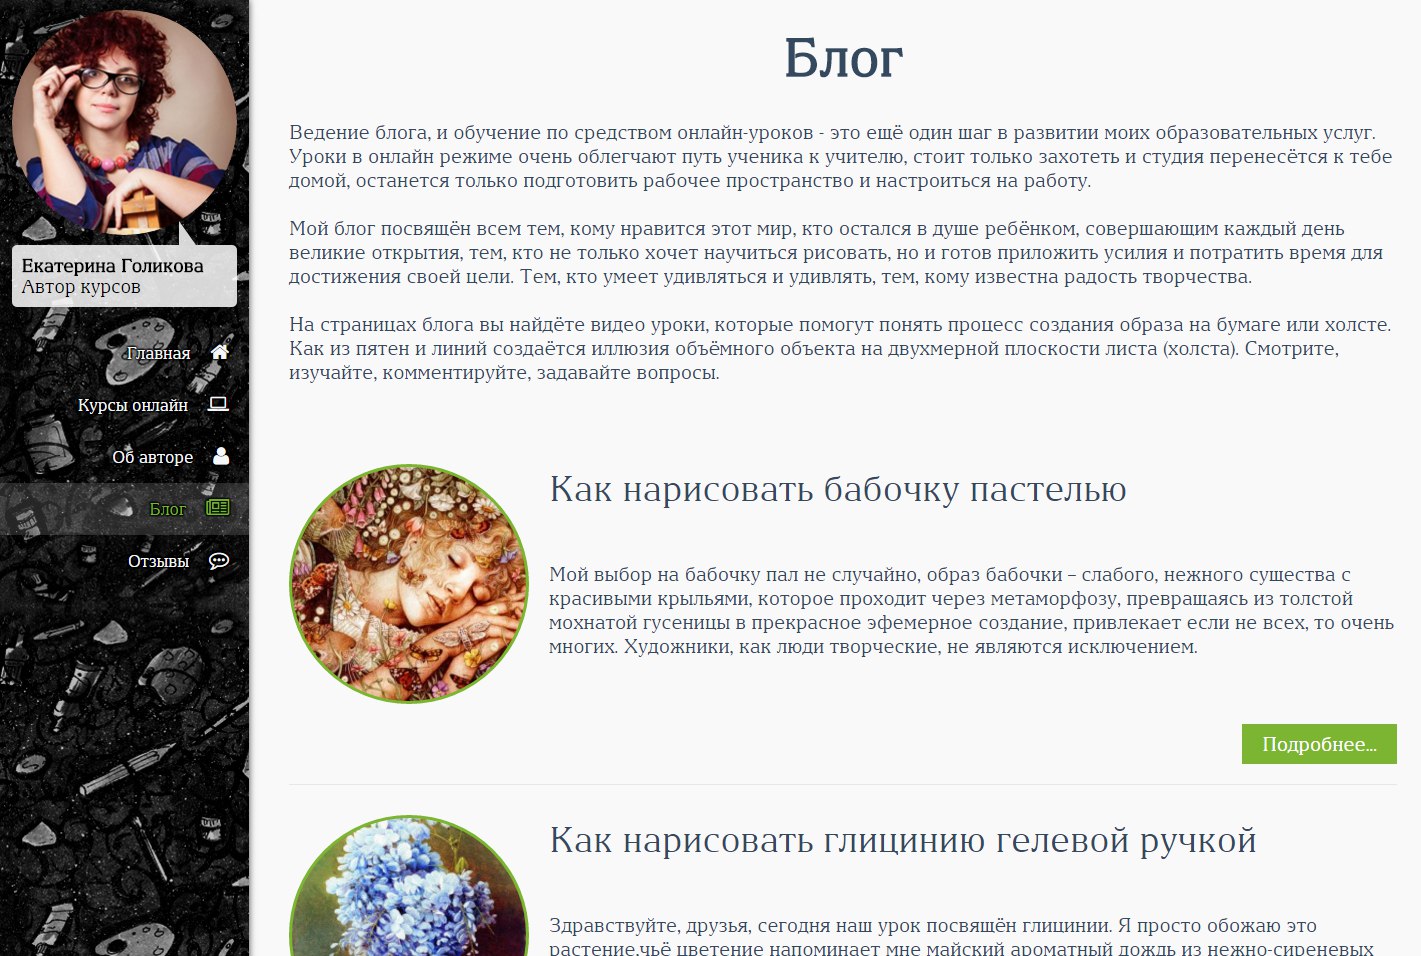 Екатерина Голикова
Автор курсов
Главная
Курсы онлайн
Об авторе
Блог
Отзывы
Блог
Ведение блога, и обучение по средством онлайн-уроков - это ещё один шаг в развитии моих образовательных услуг.
Уроки в онлайн режиме очень облегчают путь ученика к учителю, стоит только захотеть и студия перенесётся к тебе
домой, останется только подготовить рабочее пространство и настроиться на работу.
Мой блог посвящён всем тем, кому нравится этот мир, кто остался в душе ребёнком, совершающим каждый день
великие открытия, тем, кто не только хочет научиться рисовать, но и готов приложить усилия и потратить время для
достижения своей цели. Тем, кто умеет удивляться и удивлять, тем, кому известна радость творчества.
На страницах блога вы найдёте видео уроки, которые помогут понять процесс создания образа на бумаге или холсте.
Как из пятен и линий создаётся иллюзия объёмного объекта на двухмерной плоскости листа (холста). Смотрите,
изучайте, комментируйте, задавайте вопросы.
Как нарисовать бабочку пастелью
Мой выбор на бабочку пал не случайно, образ бабочки – слабого, нежного существа с
красивыми крыльями, которое проходит через метаморфозу, превращаясь из толстой
мохнатой гусеницы в прекрасное эфемерное создание, привлекает если не всех, то очень
многих. Художники, как люди творческие, не являются исключением.
Подробнее...
Как нарисовать глицинию гелевой ручкой
Здравствуйте, друзья, сегодня наш урок посвящён глицинии. Я просто обожаю это
растение,чьё цветение напоминает мне майский ароматный дождь из нежно-сиреневых